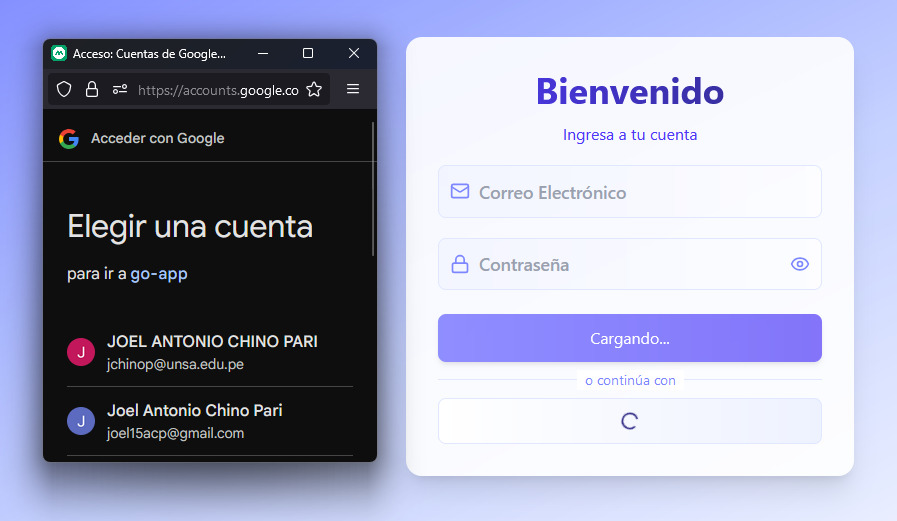 Acceso: Cuentas de Google...
https://accounts.google.co
Acceder con Google
Elegir una cuenta
para ir a go-app
J
JOEL ANTONIO CHINO PARI
jchinop@unsa.edu.pe
J
Joel Antonio Chino Pari
joel15acp@gmail.com
Bienvenido
Ingresa a tu cuenta
Correo Electrónico
Contraseña
Cargando...
o continúa con